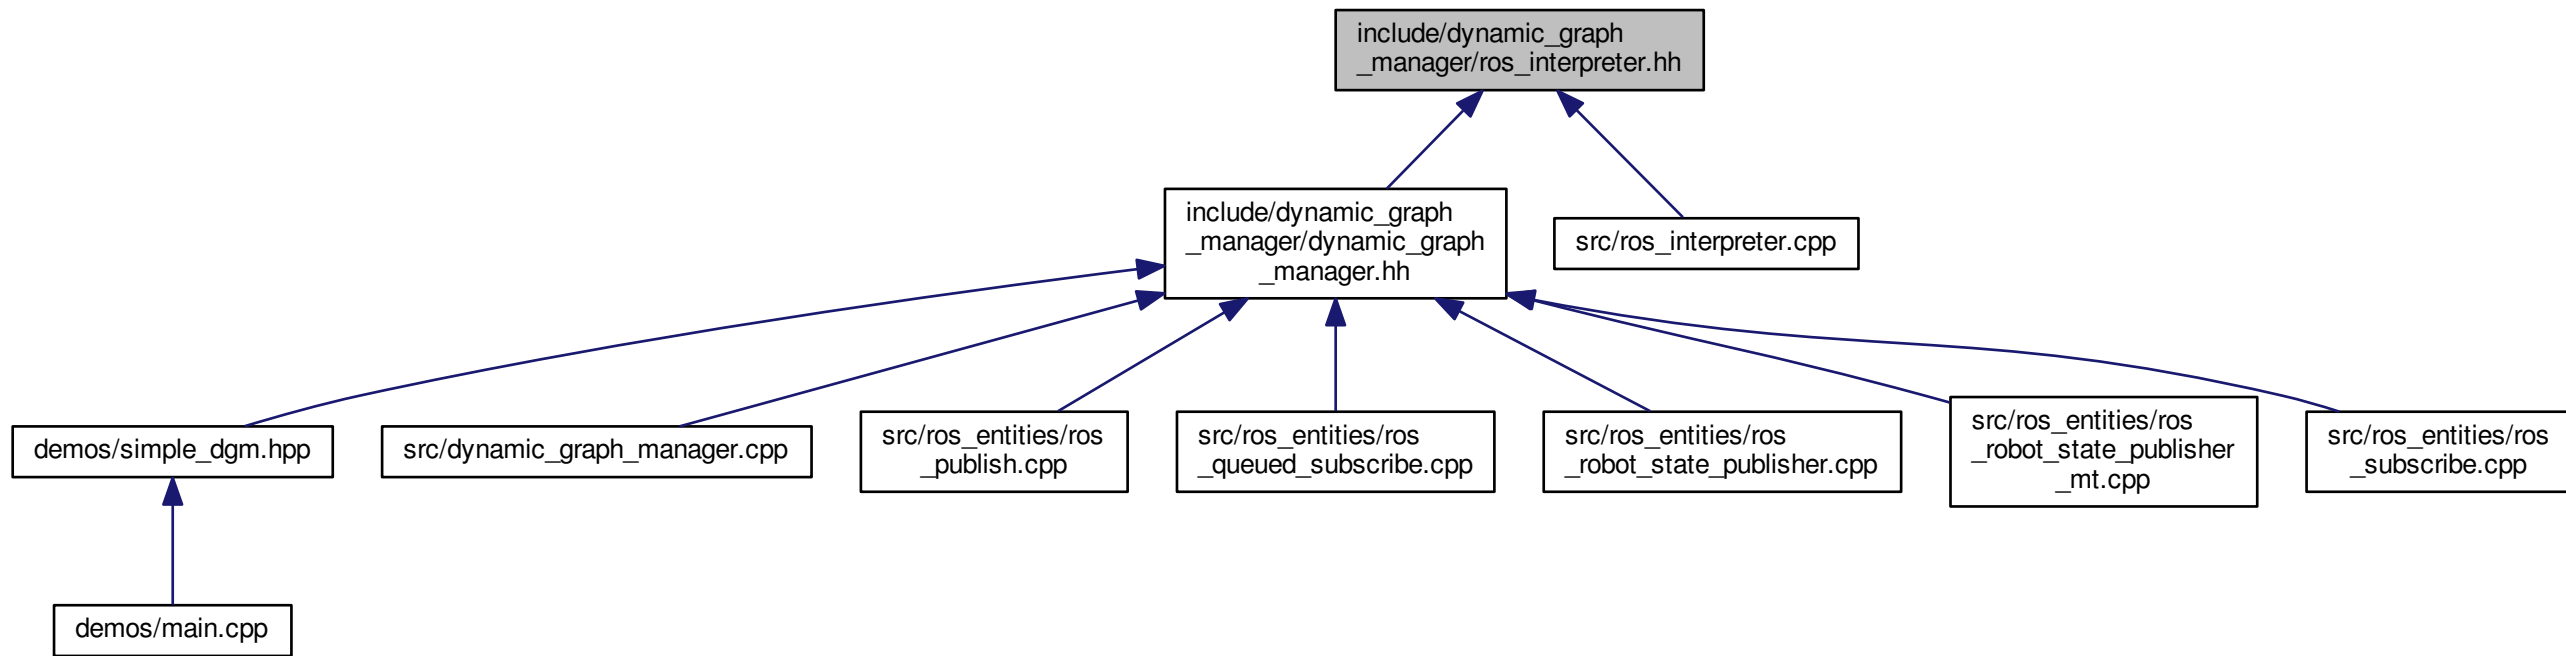 include/dynamic_graph
_manager/ros_interpreter.hh
include/dynamic_graph
_manager/dynamic_graph
_manager.hh
src/ros_interpreter.cpp
demos/simple_dgm.hpp
src/dynamic_graph_manager.cpp
src/ros_entities/ros
_publish.cpp
src/ros_entities/ros
_queued_subscribe.cpp
src/ros_entities/ros
_robot_state_publisher.cpp
src/ros_entities/ros
_robot_state_publisher
_mt.cpp
src/ros_entities/ros
_subscribe.cpp
demos/main.cpp